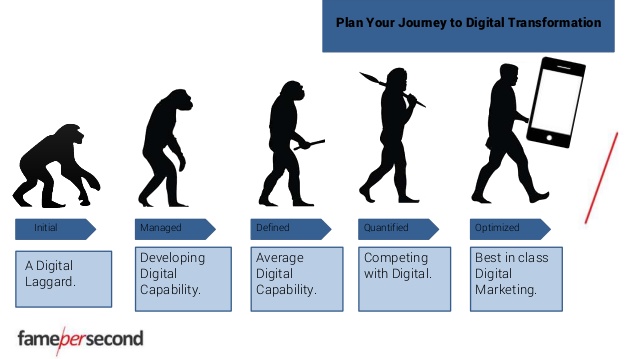 Plan Your Journey to Digital Transformation
Initial
Managed
Defined
Quantified
Optimized
A Digital
Laggard.
Developing
Digital
Capability.
Average
Digital
Capability.
Competing
with Digital.
Best in class
Digital
Marketing.
famepersecond